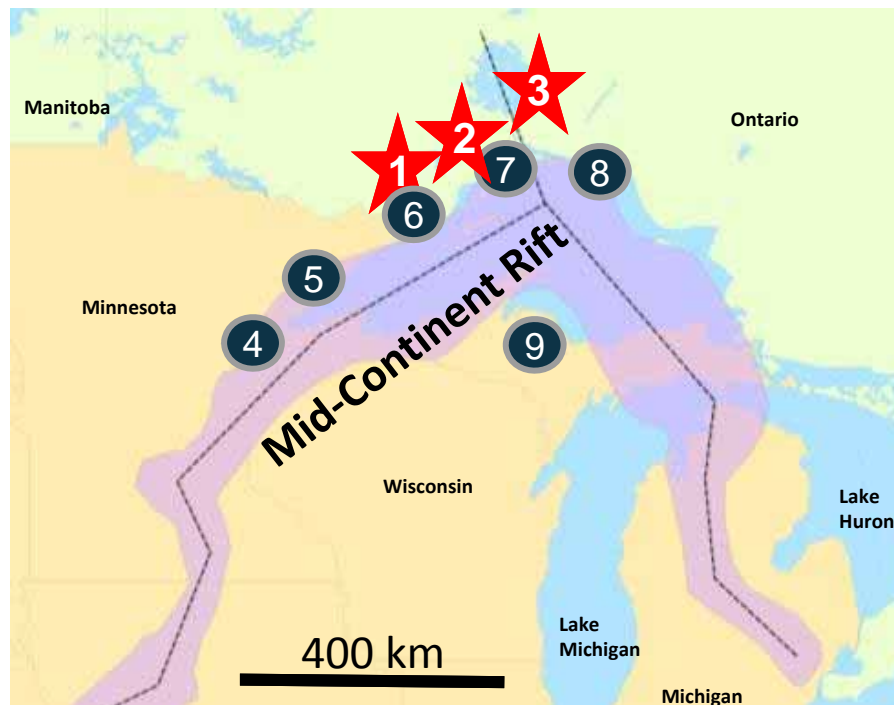 3
Manitoba
Ontario
2
1
7
8
6
Mid-Continent Rift
5
Minnesota
4
9
Wisconsin
Lake
Huron
Lake
Michigan
400 km
Michigan